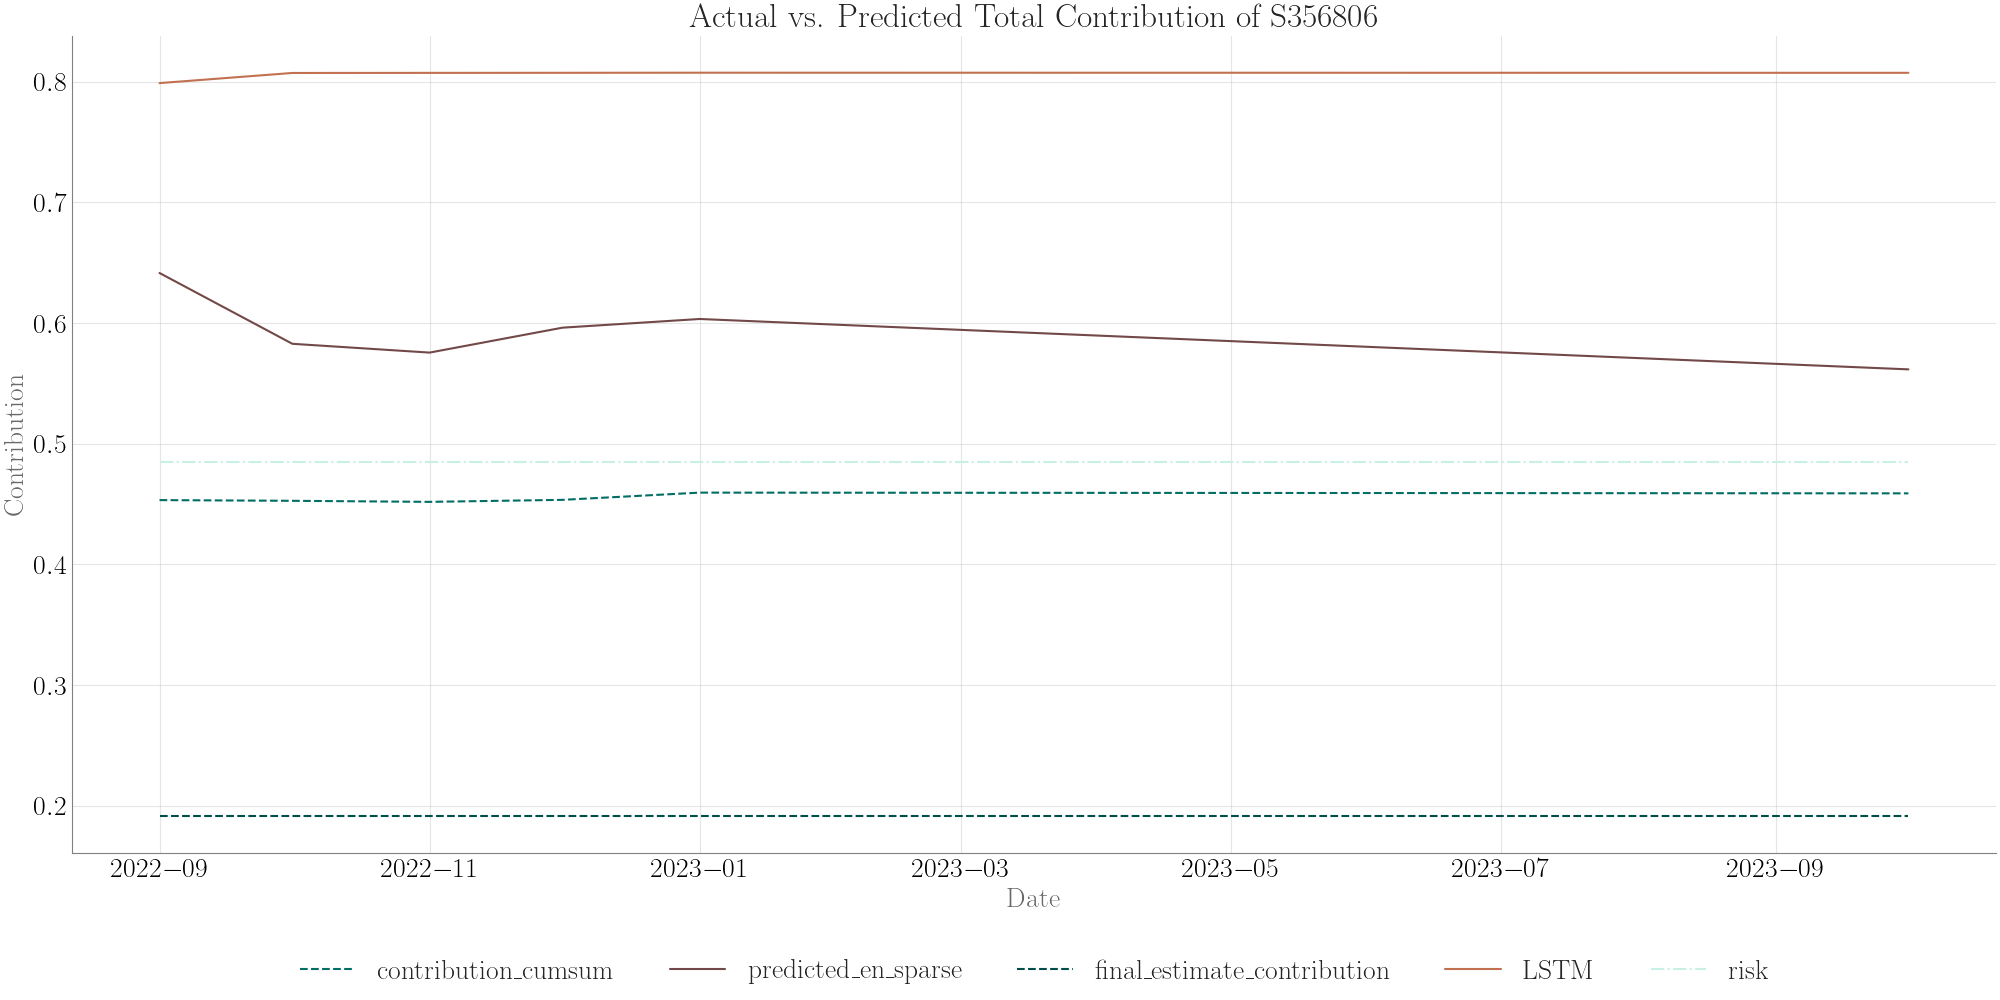 Actual vs. Predicted Total Contribution of S356806
Contribution
0.8
0.7
0.6
0.5
0.4
0.3
0.2
2022−09 2022−11 2023−01 2023−03 2023−05 2023−07 2023−09
Date
contribution_cumsum predicted_en_sparse final_estimate_contribution LSTM risk